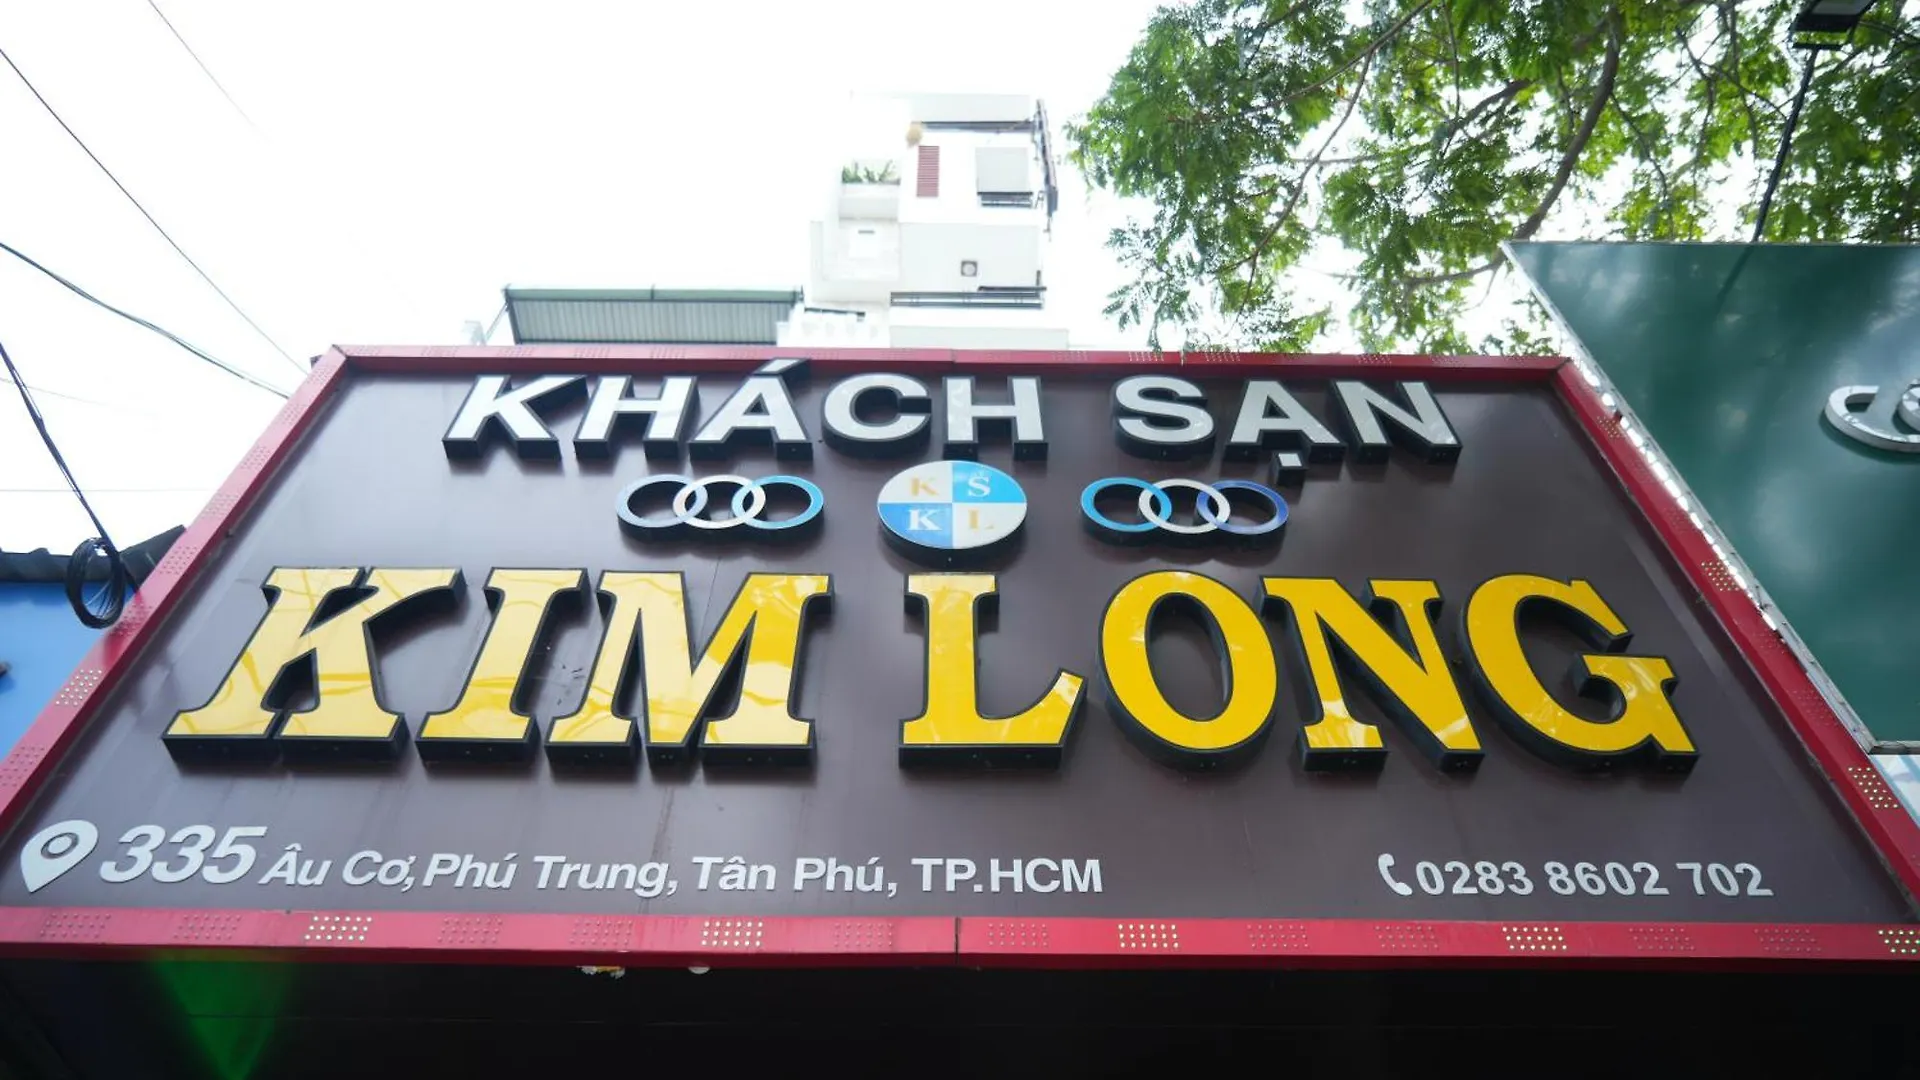 KHÁCH SẠN
K Š
K L
KIM LONG
335 Âu Cơ, Phú Trung, Tân Phú, TP.HCM
0283 8602 702